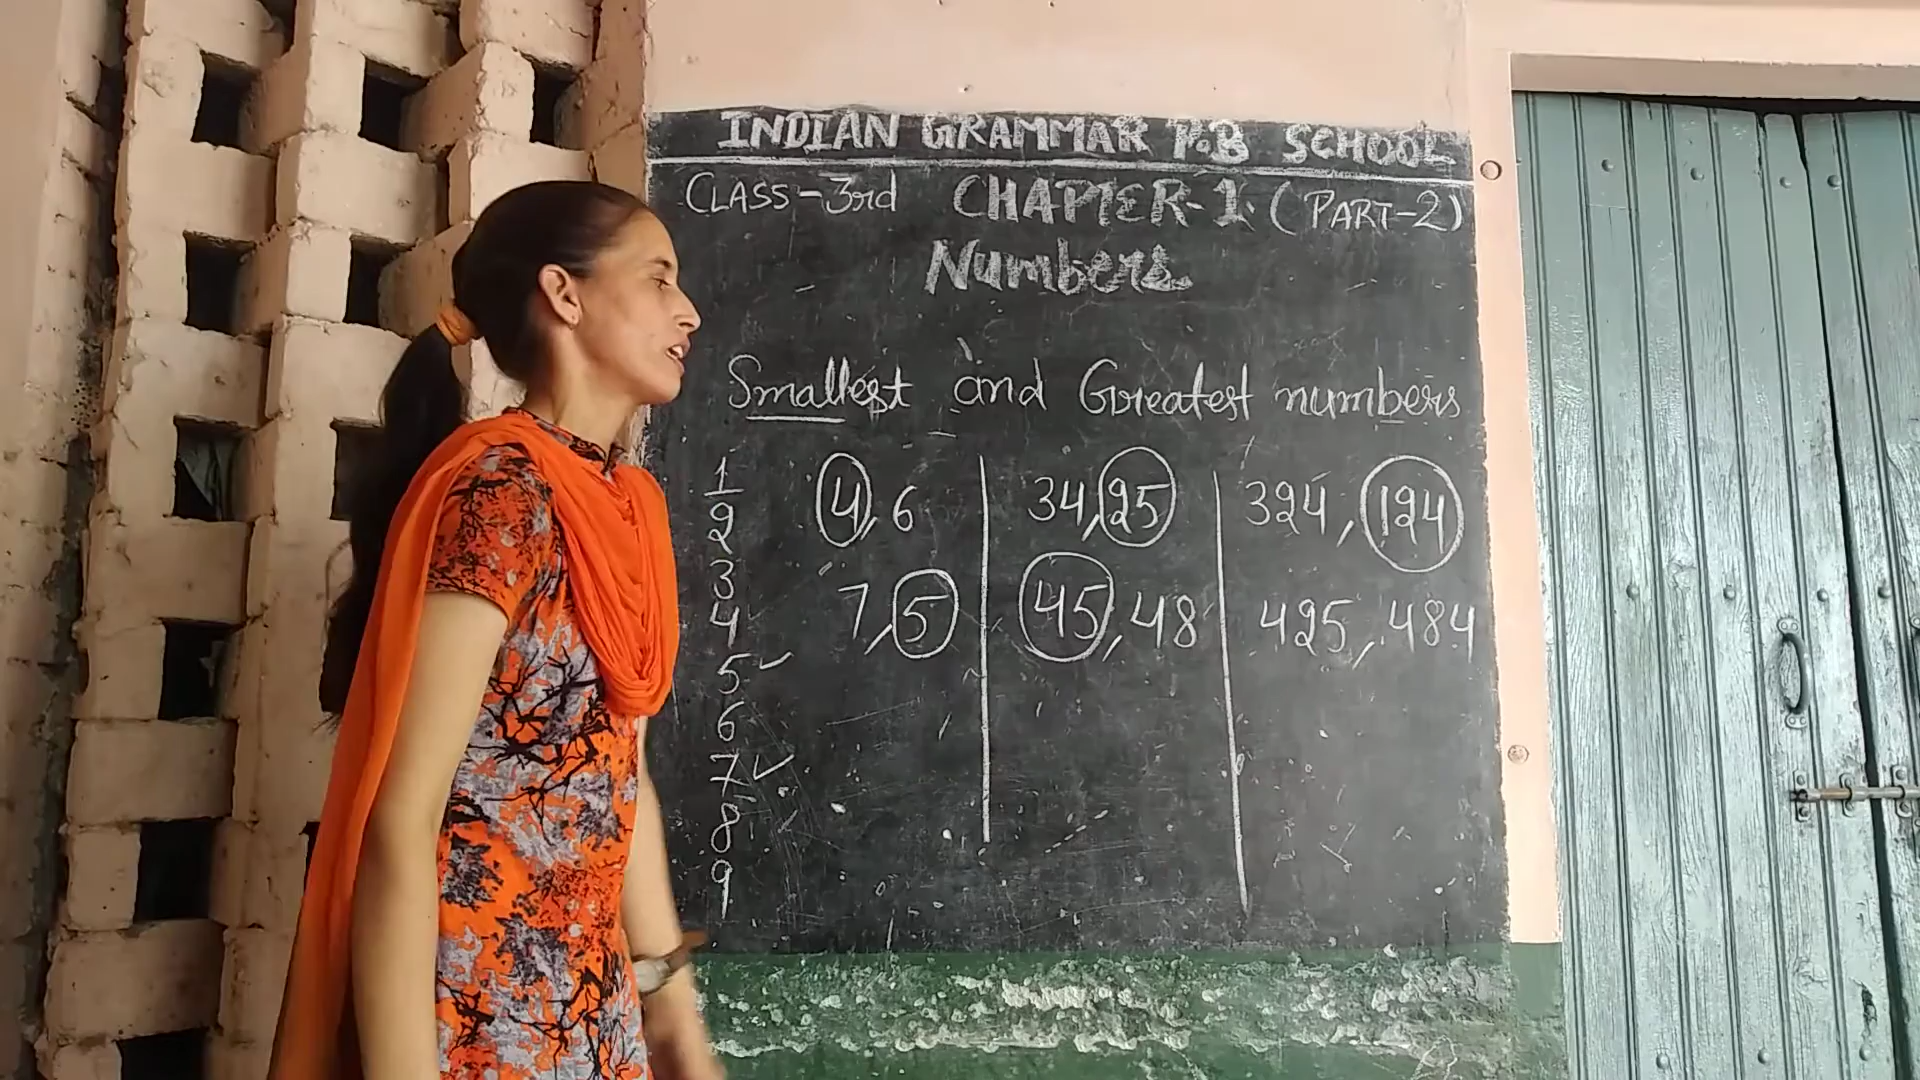 INDIAN GRAMMAR P.B SCHOOL
CLASS-3rd CHAPTER-1 (PART-2)
Numbers
Smallest and Greatest numbers
1 4, 6 34, 25 324, 124
2
3
4 7, 5 45, 48 425, 484
5 ✓
6
7 ✓
8
9